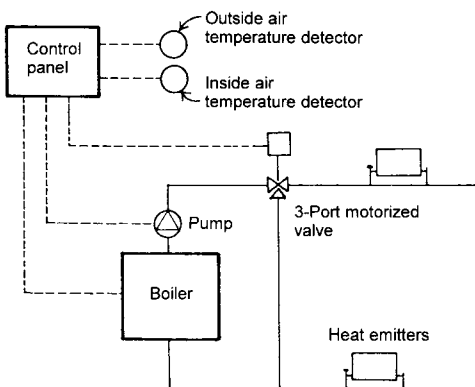 Outside air
temperature detector
Control
panel
Inside air
temperature detector
3-Port motorized
valve
Pump
Boiler
Heat emitters